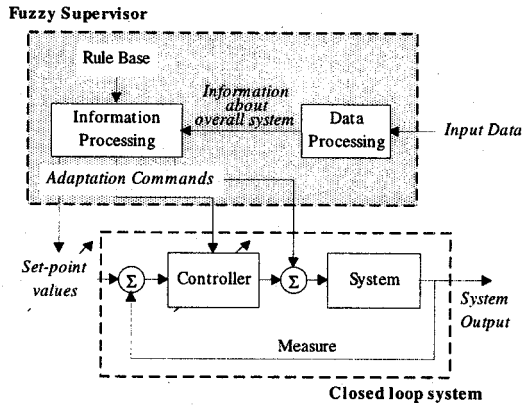 Fuzzy Supervisor
Rule Base
Information
Processing
Information
about
overall system
Data
Processing
Input Data
Adaptation Commands
Set-point
values
Σ
Controller
Σ
System
System
Output
Measure
Closed loop system